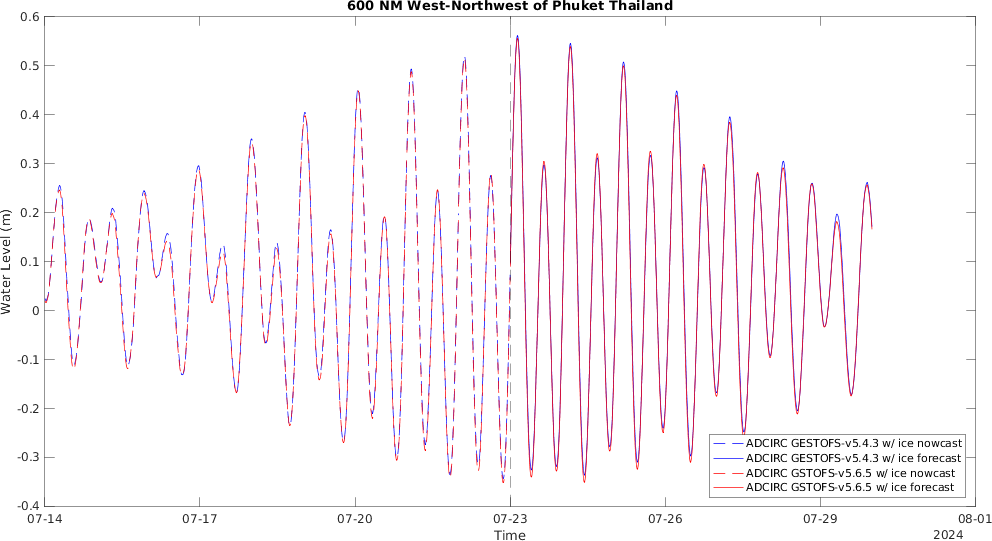 600 NM West-Northwest of Phuket Thailand
0.6
0.5
0.4
0.3
0.2
0.1
0
-0.1
-0.2
-0.3
-0.4
Water Level (m)
07-14
07-17
07-20
07-23
07-26
07-29
08-01
Time
2024
ADCIRC GESTOFS-v5.4.3 w/ ice nowcast
ADCIRC GESTOFS-v5.4.3 w/ ice forecast
ADCIRC GSTOFS-v5.6.5 w/ ice nowcast
ADCIRC GSTOFS-v5.6.5 w/ ice forecast